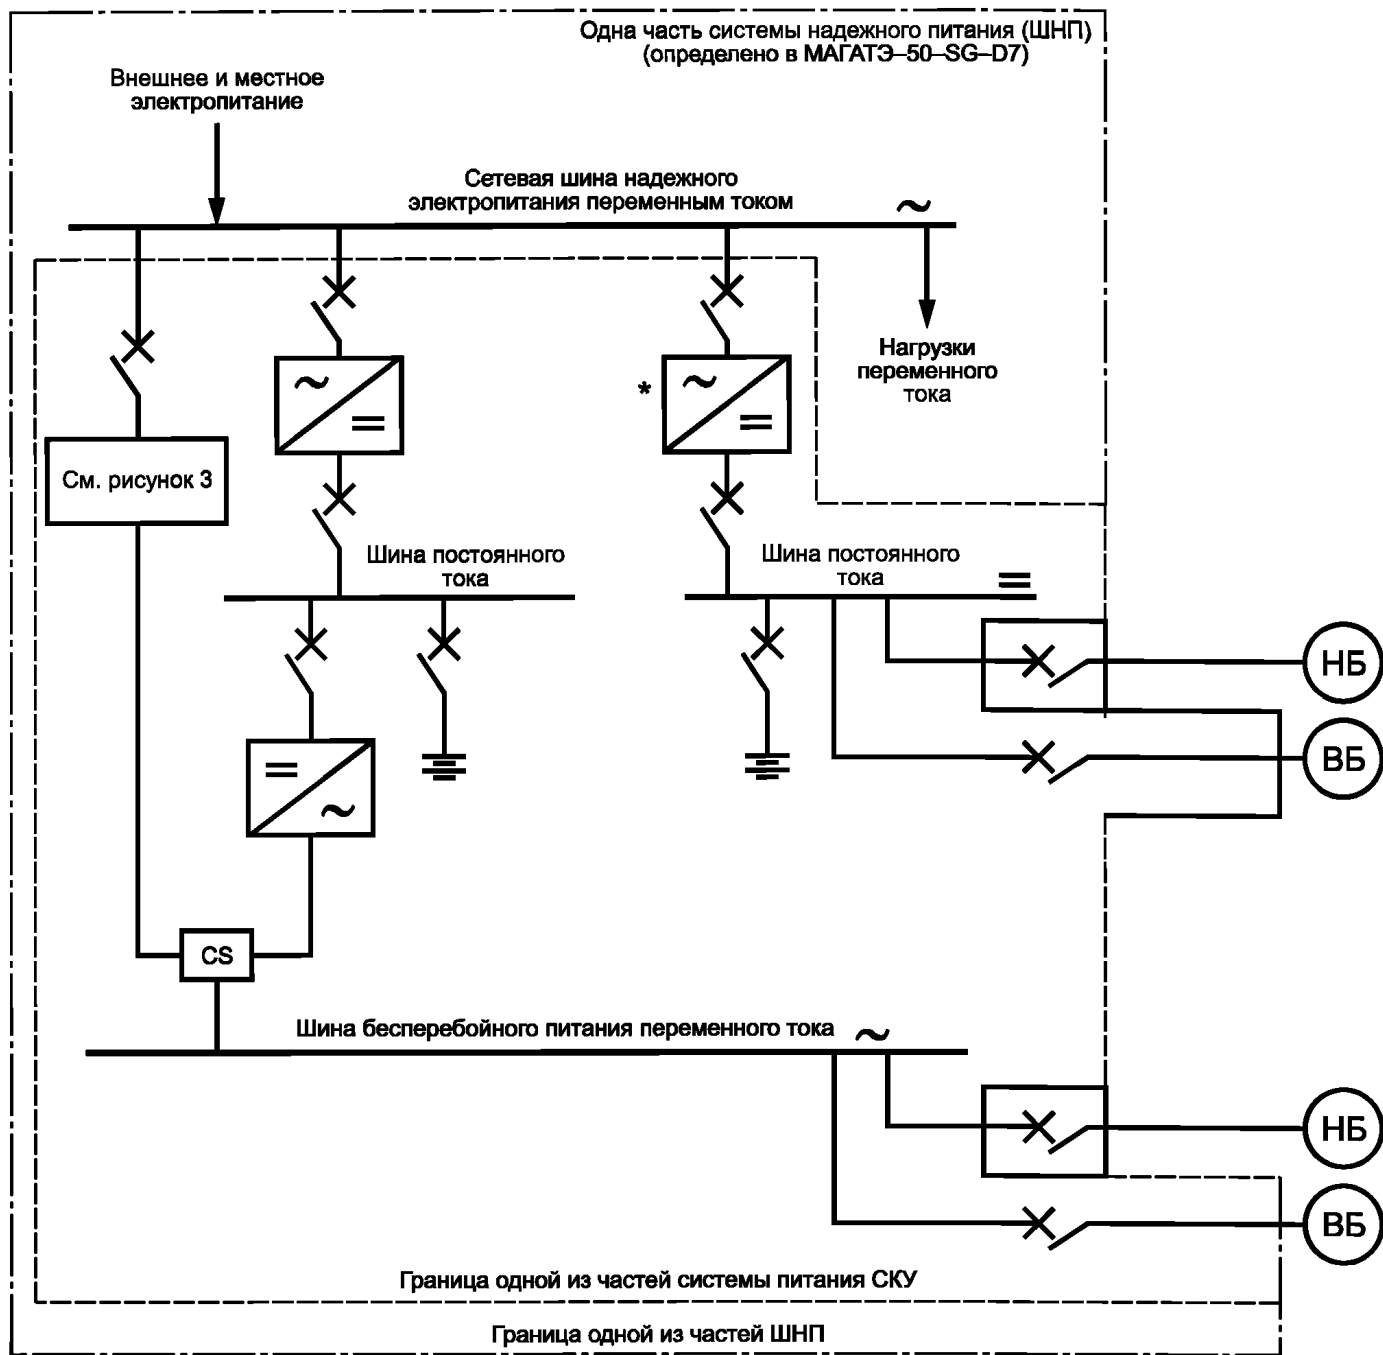 Одна часть системы надежного питания (ШНП)
(определено в МАГАТЭ–50–SG–D7)
Внешнее и местное
электропитание
Сетевая шина надежного
электропитания переменным током
~
Нагрузки
переменного
тока
~
=
*
~
=
См. рисунок 3
Шина постоянного
тока
Шина постоянного
тока
=
НБ
ВБ
=
~
CS
Шина бесперебойного питания переменного тока
~
НБ
ВБ
Граница одной из частей системы питания СКУ
Граница одной из частей ШНП